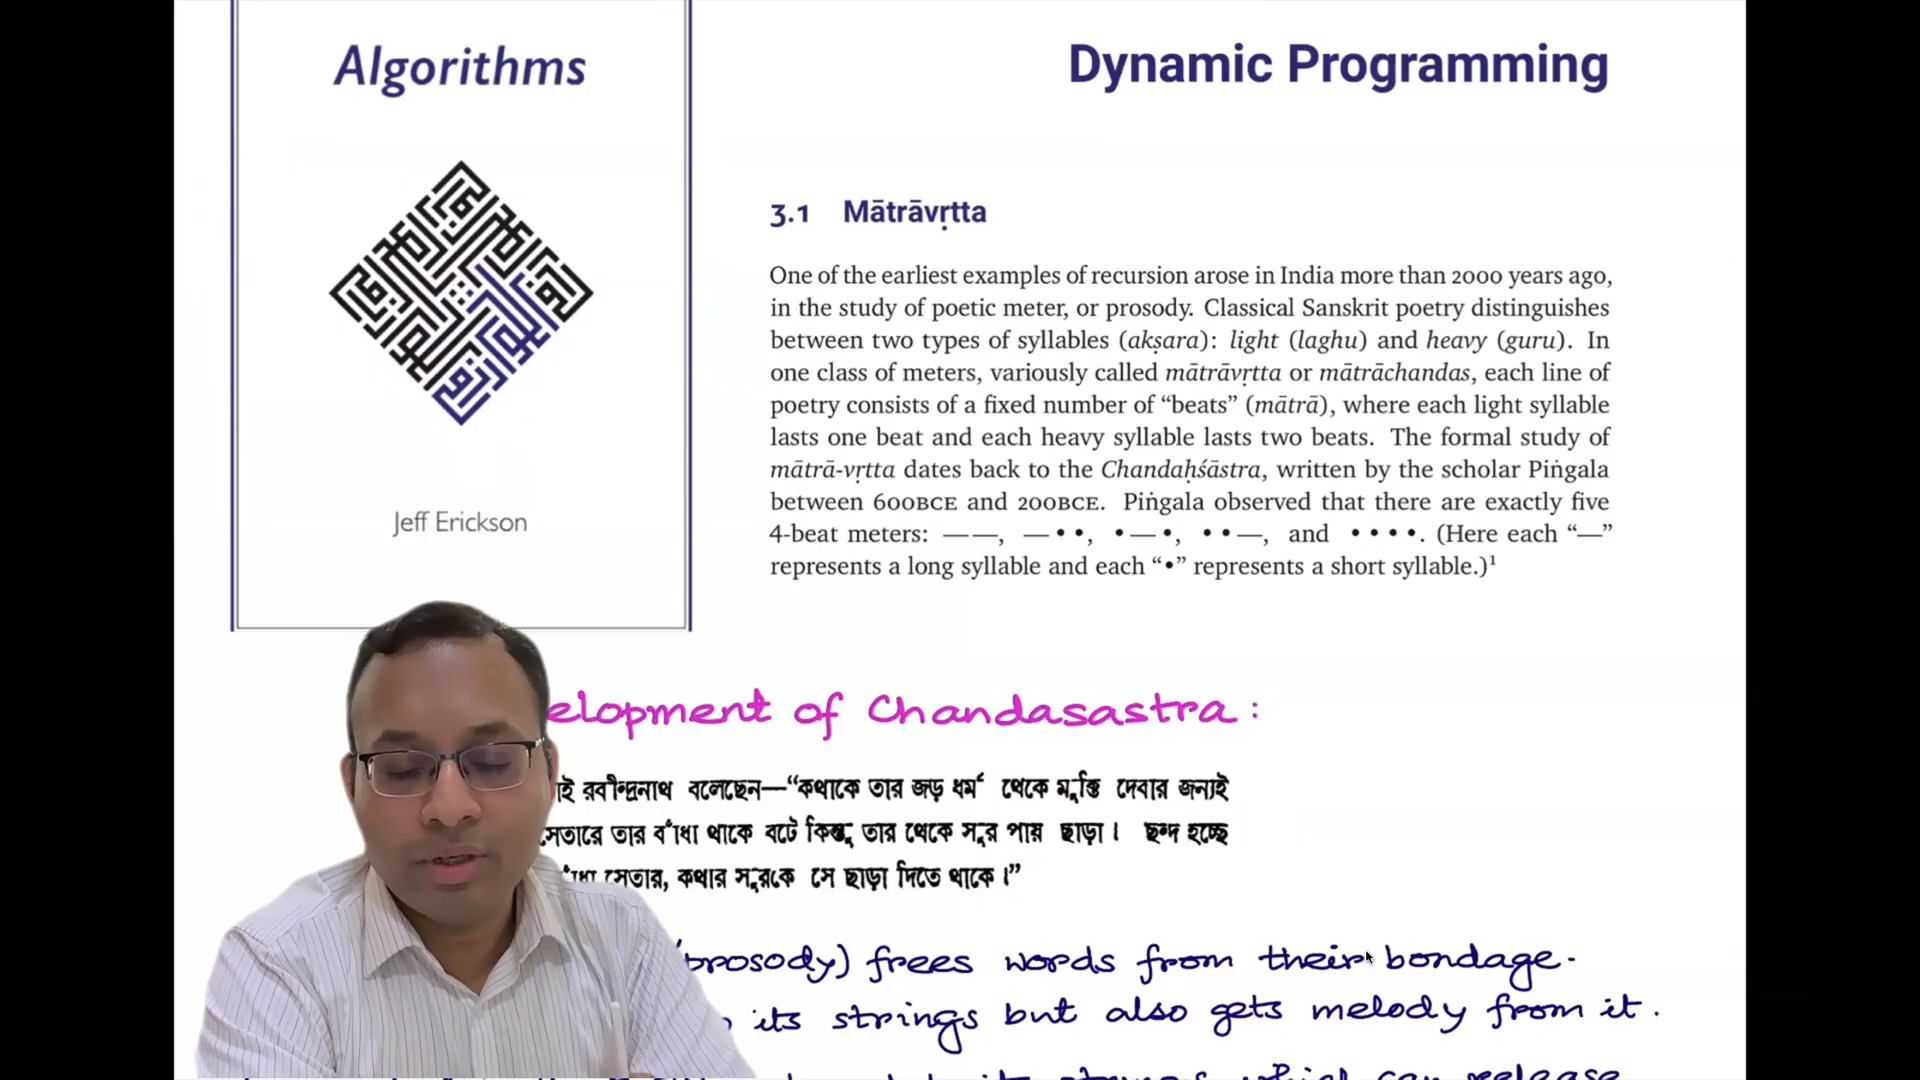 Algorithms
Jeff Erickson
Dynamic Programming
3.1 Mātrāvṛtta
One of the earliest examples of recursion arose in India more than 2000 years ago,
in the study of poetic meter, or prosody. Classical Sanskrit poetry distinguishes
between two types of syllables (akṣara): light (laghu) and heavy (guru). In
one class of meters, variously called mātrāvṛtta or mātrāchandas, each line of
poetry consists of a fixed number of “beats” (mātrā), where each light syllable
lasts one beat and each heavy syllable lasts two beats. The formal study of
mātrā-vṛtta dates back to the Chandaḥśāstra, written by the scholar Piṅgala
between 600BCE and 200BCE. Piṅgala observed that there are exactly five
4-beat meters: — —, — • •, • — •, • • —, and • • • •. (Here each “—”
represents a long syllable and each “•” represents a short syllable.)¹
elopment of Chandasastra :
রবীন্দ্রনাথ বলেছেন—“কথাকে তার জড় ধর্ম থেকে মুক্তি দেবার জন্যই
সেতারে তার বাঁধা থাকে বটে কিন্তু তার থেকে সুর পায় ছাড়া। ছন্দ হচ্ছে
সেতার, কথার সুরকে সে ছাড়া দিতে থাকে।”
(prosody) frees words from their bondage.
its strings but also gets melody from it.
its strings which can release